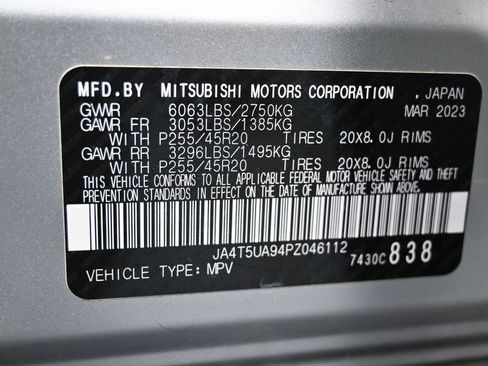 MFD.BY MITSUBISHI MOTORS CORPORATION , JAPAN
GWWR 6063LBS/2750KG MAR 2023
GAWR FR 3053LBS/1385KG
WITH P255/45R20 TIRES 20X8.0J RIMS
GAWR RR 3296LBS/1495KG
WITH P255/45R20 TIRES 20X8.0J RIMS
THIS VEHICLE CONFORMS TO ALL APPLICABLE FEDERAL MOTOR VEHICLE SAFETY AND THEFT
PREVENTION STANDARDS IN EFFECT ON THE DATE OF MANUFACTURE SHOWN ABOVE.
JA4T5UA94PZ046112
VEHICLE TYPE: MPV 7430C 838